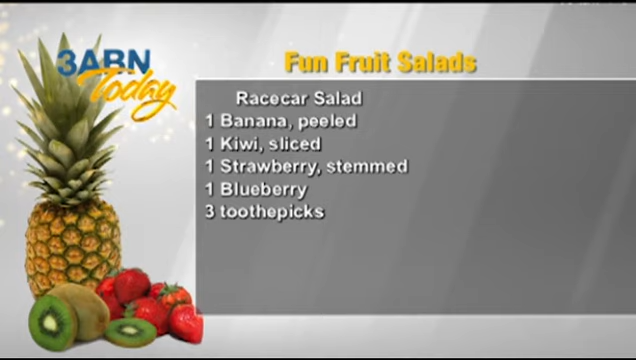 3ABN
Today
Fun Fruit Salads
Racecar Salad
1 Banana, peeled
1 Kiwi, sliced
1 Strawberry, stemmed
1 Blueberry
3 toothepicks